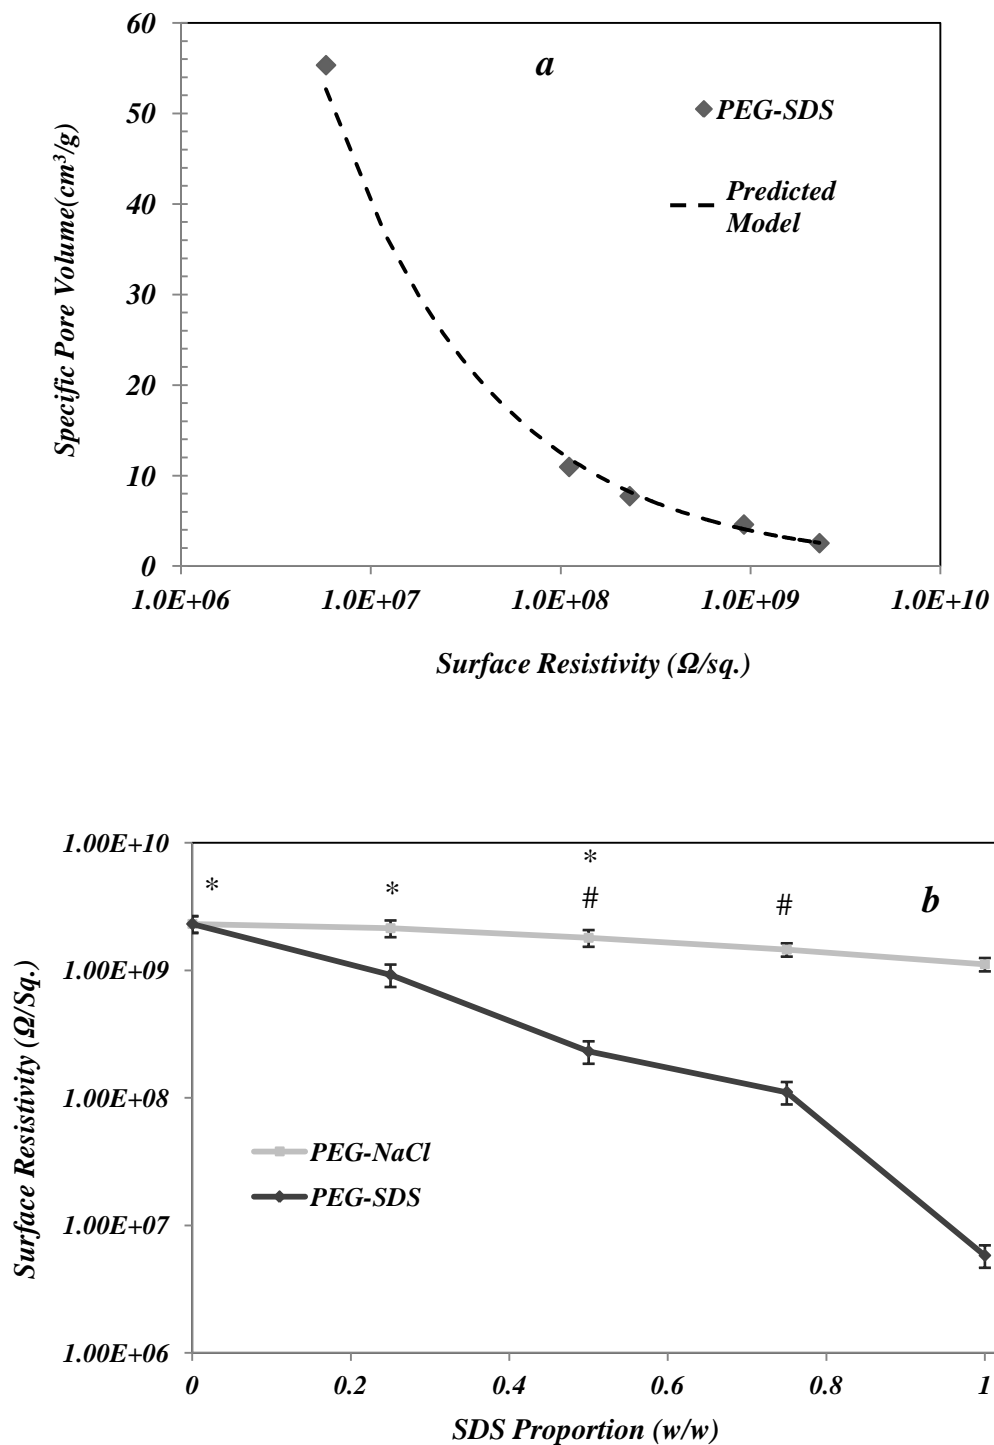 60
50
40
30
20
10
0
Specific Pore Volume(cm³/g)
a
PEG-SDS
Predicted
Model
1.0E+06 1.0E+07 1.0E+08 1.0E+09 1.0E+10
Surface Resistivity (Ω/sq.)
1.00E+10
1.00E+09
1.00E+08
1.00E+07
1.00E+06
Surface Resistivity (Ω/Sq.)
*
* * # b
#
PEG-NaCl
PEG-SDS
0 0.2 0.4 0.6 0.8 1
SDS Proportion (w/w)